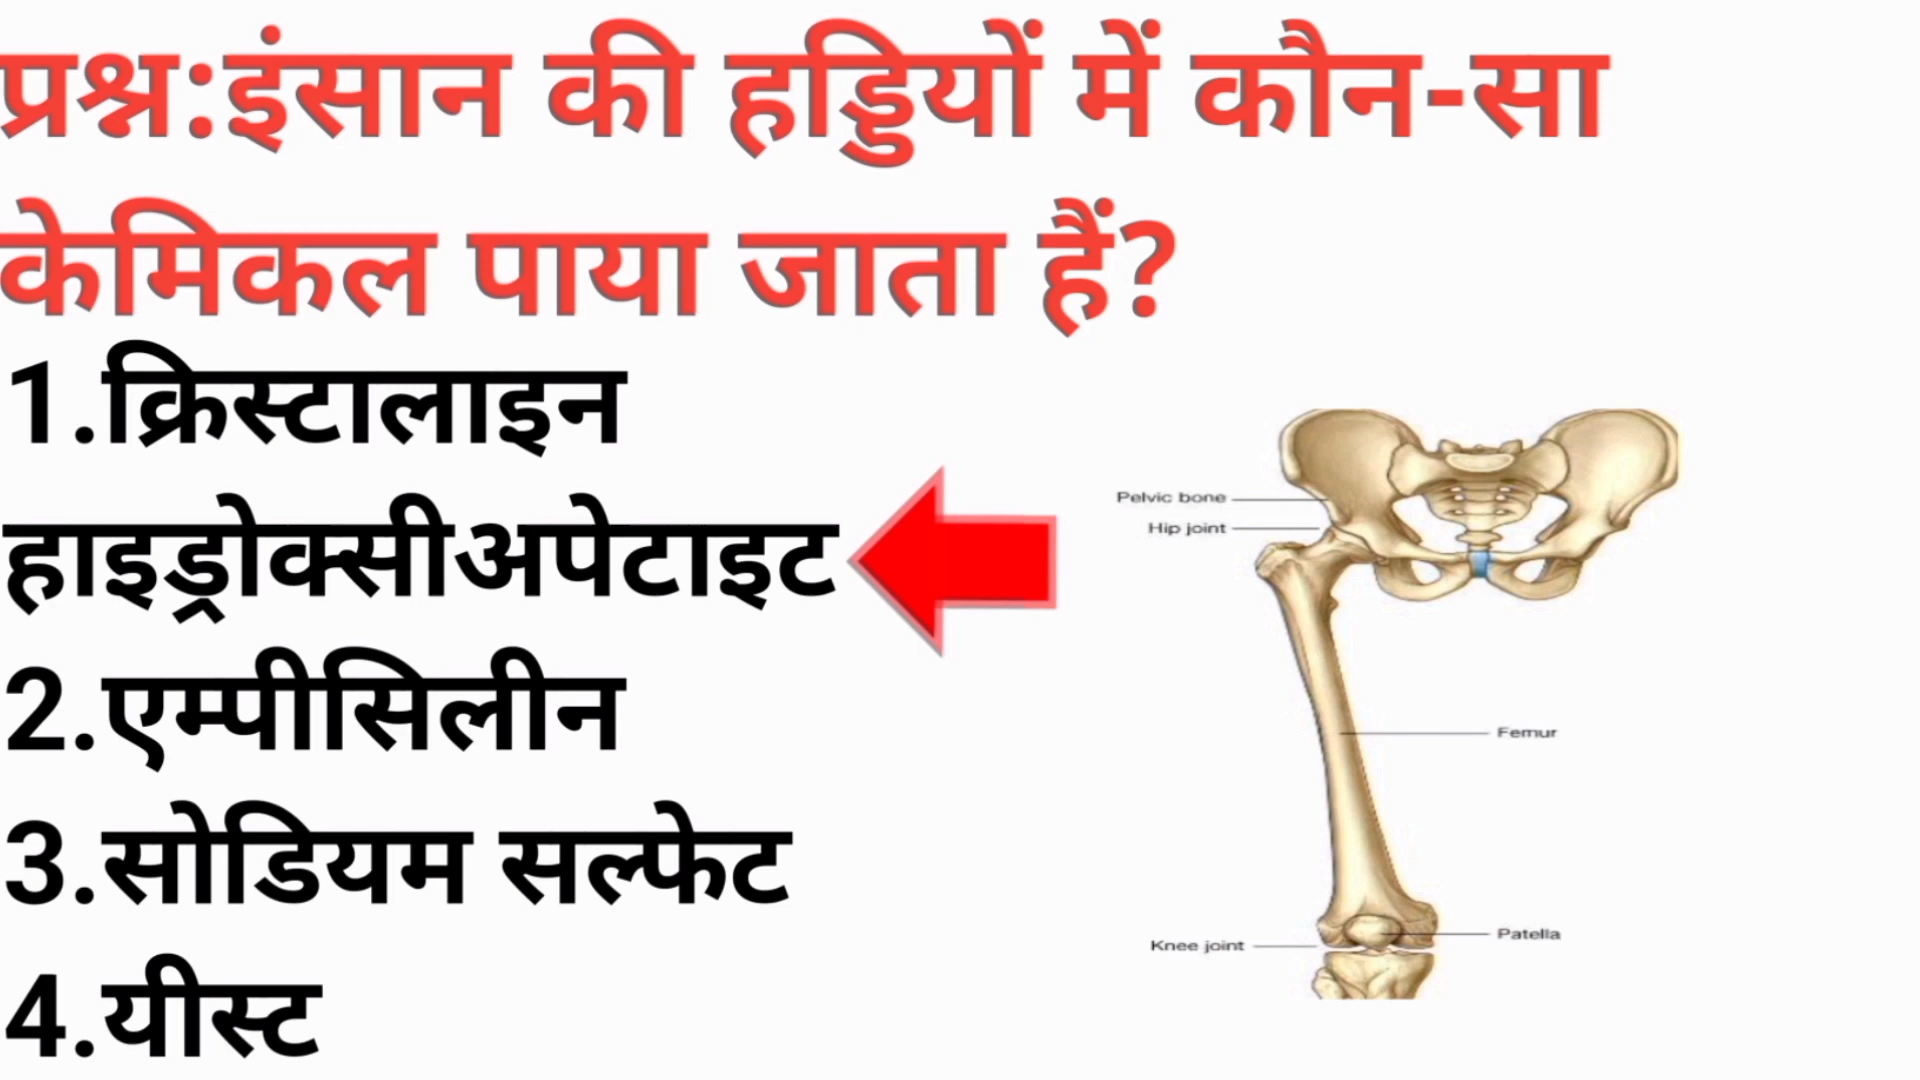 प्रश्न:इंसान की हड्डियों में कौन-सा
केमिकल पाया जाता हैं?
1.क्रिस्टालाइन
हाइड्रोक्सीअपेटाइट
2.एम्पीसिलीन
3.सोडियम सल्फेट
4.यीस्ट
Pelvic bone
Hip joint
Femur
Patella
Knee joint